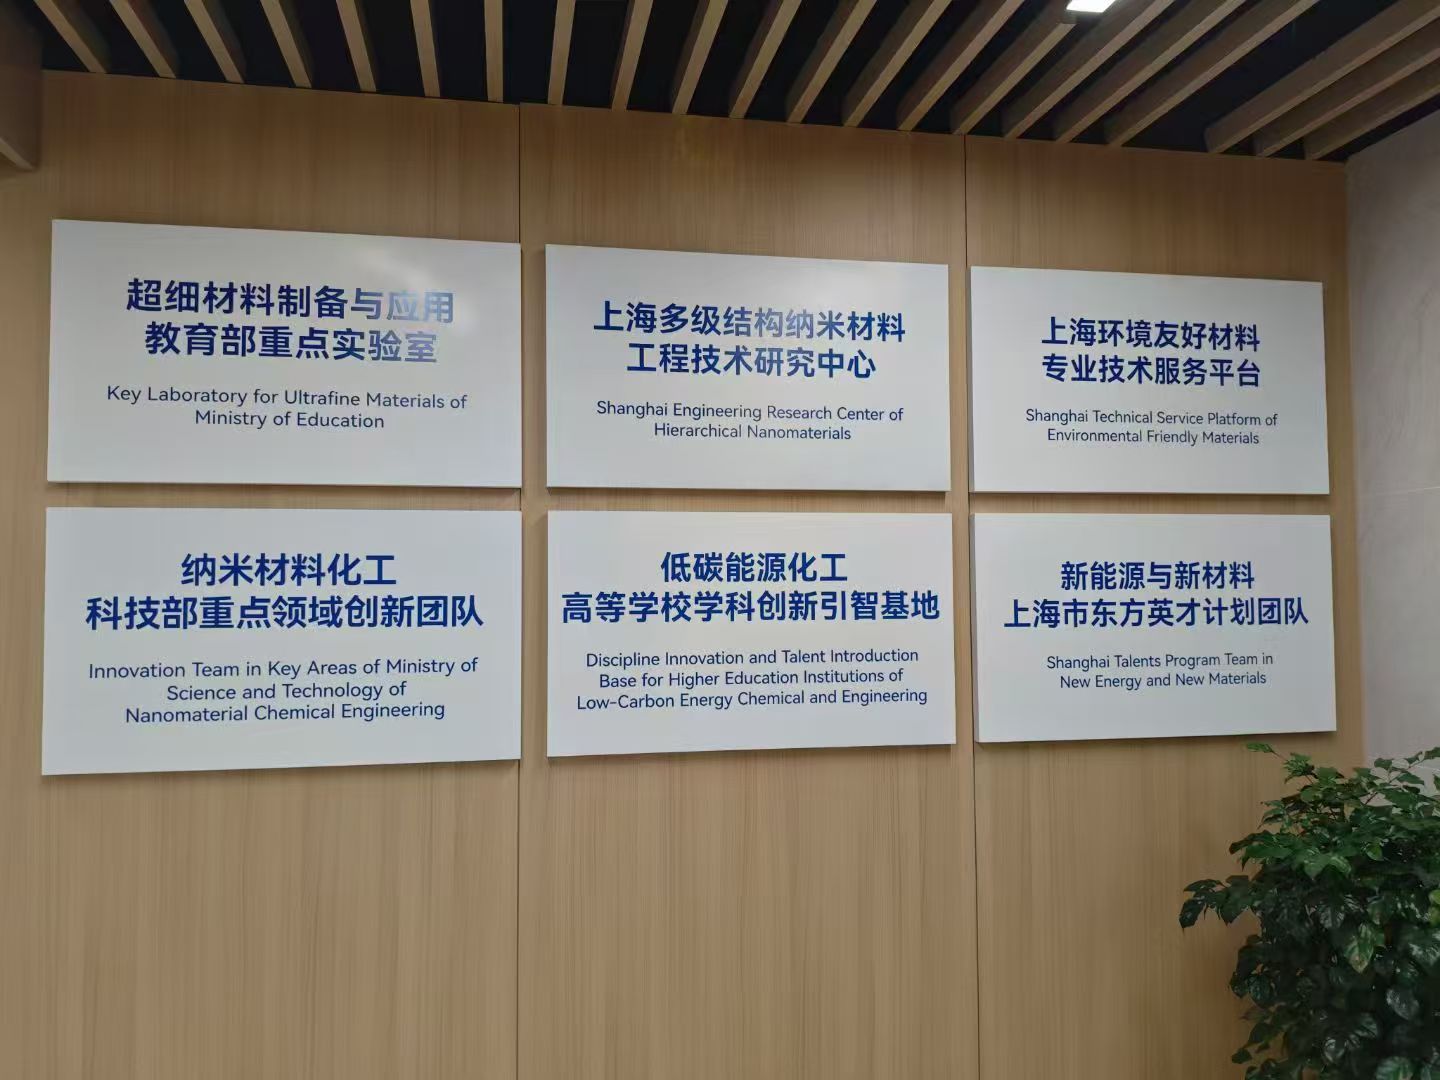 超细材料制备与应用
教育部重点实验室
Key Laboratory for Ultrafine Materials of
Ministry of Education
上海多级结构纳米材料
工程技术研究中心
Shanghai Engineering Research Center of
Hierarchical Nanomaterials
上海环境友好材料
专业技术服务平台
Shanghai Technical Service Platform of
Environmental Friendly Materials
纳米材料化工
科技部重点领域创新团队
Innovation Team in Key Areas of Ministry of
Science and Technology of
Nanomaterial Chemical Engineering
低碳能源化工
高等学校学科创新引智基地
Discipline Innovation and Talent Introduction
Base for Higher Education Institutions of
Low-Carbon Energy Chemical and Engineering
新能源与新材料
上海市东方英才计划团队
Shanghai Talents Program Team in
New Energy and New Materials